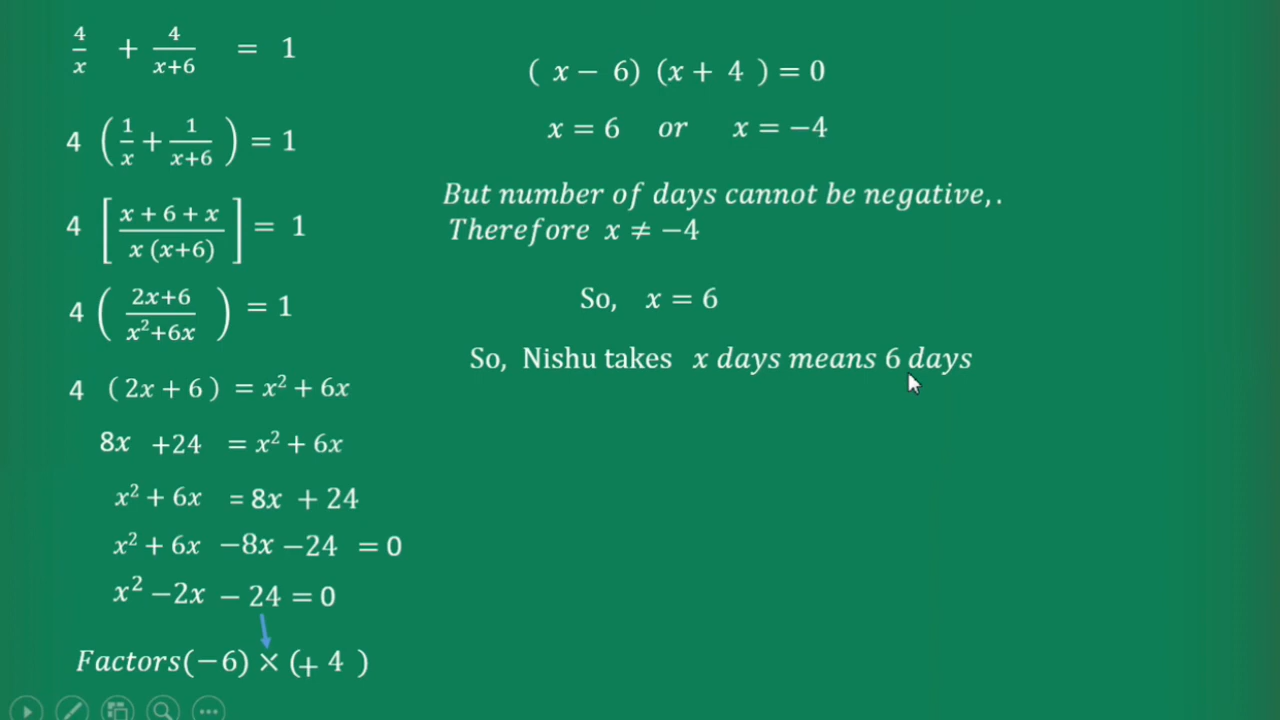 4/x + 4/(x+6) = 1
4 (1/x + 1/(x+6)) = 1
4 [(x + 6 + x)/(x (x+6))] = 1
4 ((2x+6)/(x²+6x)) = 1
4 (2x + 6) = x² + 6x
8x +24 = x² + 6x
x² + 6x = 8x + 24
x² + 6x −8x −24 = 0
x² −2x − 24 = 0
Factors(−6) × (+ 4 )
( x − 6) (x + 4 ) = 0
x = 6 or x = −4
But number of days cannot be negative,.
Therefore x ≠ −4
So, x = 6
So, Nishu takes x days means 6 days